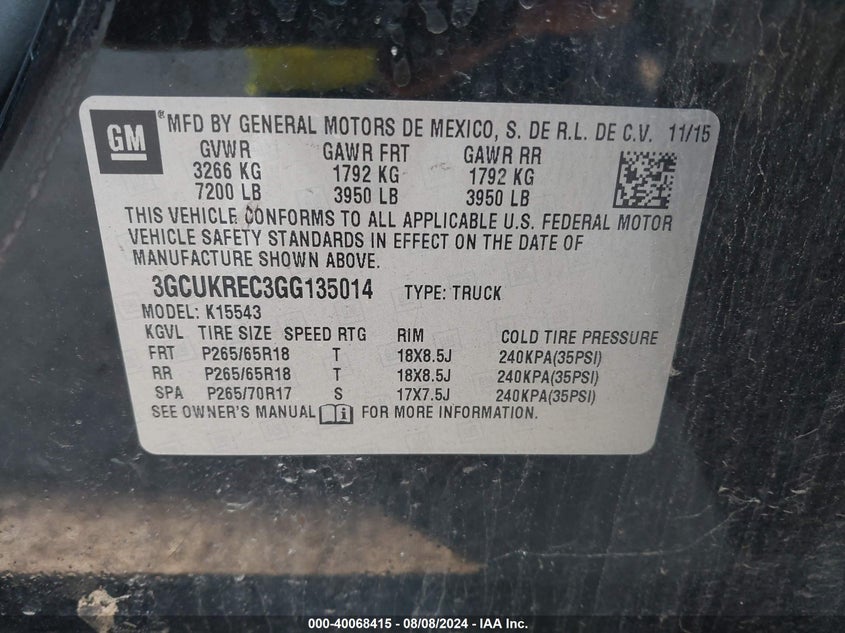 GM
® MFD BY GENERAL MOTORS DE MEXICO, S. DE R.L. DE C.V. 11/15
GVWR GAWR FRT GAWR RR
3266 KG 1792 KG 1792 KG
7200 LB 3950 LB 3950 LB
THIS VEHICLE CONFORMS TO ALL APPLICABLE U.S. FEDERAL MOTOR
VEHICLE SAFETY STANDARDS IN EFFECT ON THE DATE OF
MANUFACTURE SHOWN ABOVE.
3GCUKREC3GG135014 TYPE: TRUCK
MODEL: K15543
KGVL TIRE SIZE SPEED RTG RIM COLD TIRE PRESSURE
FRT P265/65R18 T 18X8.5J 240KPA(35PSI)
RR P265/65R18 T 18X8.5J 240KPA(35PSI)
SPA P265/70R17 S 17X7.5J 240KPA(35PSI)
SEE OWNER'S MANUAL FOR MORE INFORMATION.
000-40068415 - 08/08/2024 - IAA Inc.